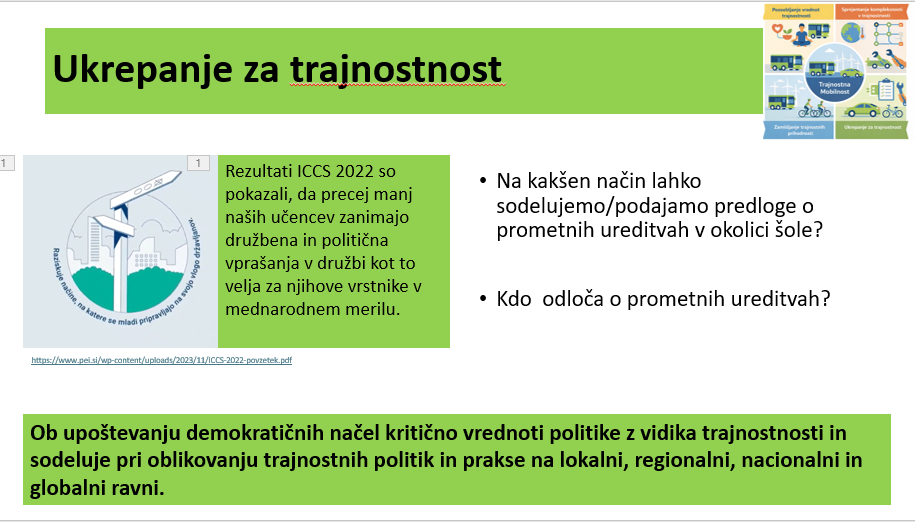 Ukrepanje za trajnostnost
Poosebljanje vrednot
trajnostnosti
Sprejemanje kompleksnosti
v trajnostnosti
Trajnostna
Mobilnost
Zamišljanje trajnostnih
prihodnosti
Ukrepanje za trajnostnost
1
1
Raziskuje načine, na katere se mladi pripravljajo na svojo vlogo državljanov.
Rezultati ICCS 2022 so
pokazali, da precej manj
naših učencev zanimajo
družbena in politična
vprašanja v družbi kot to
velja za njihove vrstnike v
mednarodnem merilu.
https://www.pei.si/wp-content/uploads/2023/11/ICCS-2022-povzetek.pdf
• Na kakšen način lahko
sodelujemo/podajamo predloge o
prometnih ureditvah v okolici šole?
• Kdo odloča o prometnih ureditvah?
Ob upoštevanju demokratičnih načel kritično vrednoti politike z vidika trajnostnosti in
sodeluje pri oblikovanju trajnostnih politik in prakse na lokalni, regionalni, nacionalni in
globalni ravni.